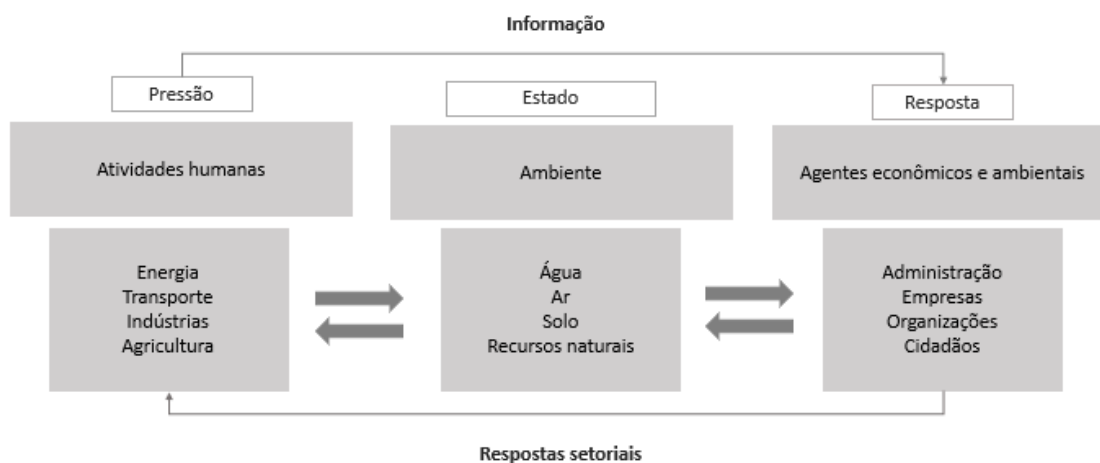 Informação
Pressão
Estado
Resposta
Atividades humanas
Ambiente
Agentes econômicos e ambientais
Energia
Transporte
Indústrias
Agricultura
Água
Ar
Solo
Recursos naturais
Administração
Empresas
Organizações
Cidadãos
Respostas setoriais